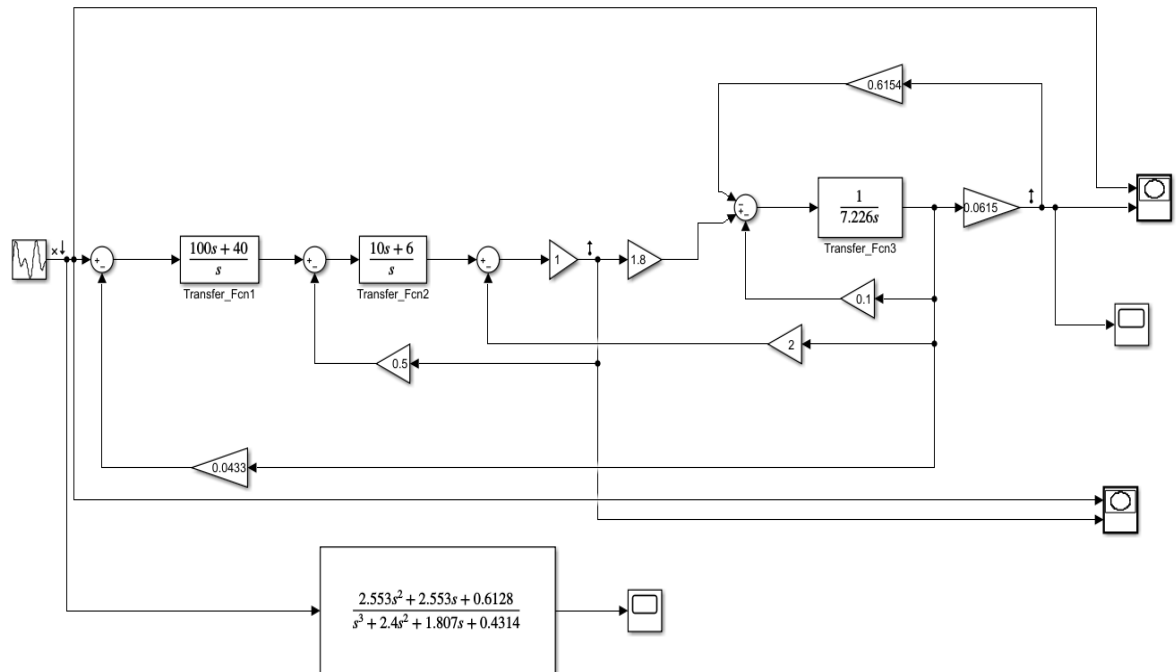 0.6154
1
7.226s
Transfer_Fcn3
+
−
−
0.0615
x
+
−
100s + 40
s
Transfer_Fcn1
+
−
10s + 6
s
Transfer_Fcn2
+
−
1
1.8
0.1
2
0.5
0.0433
2.553s² + 2.553s + 0.6128
s³ + 2.4s² + 1.807s + 0.4314